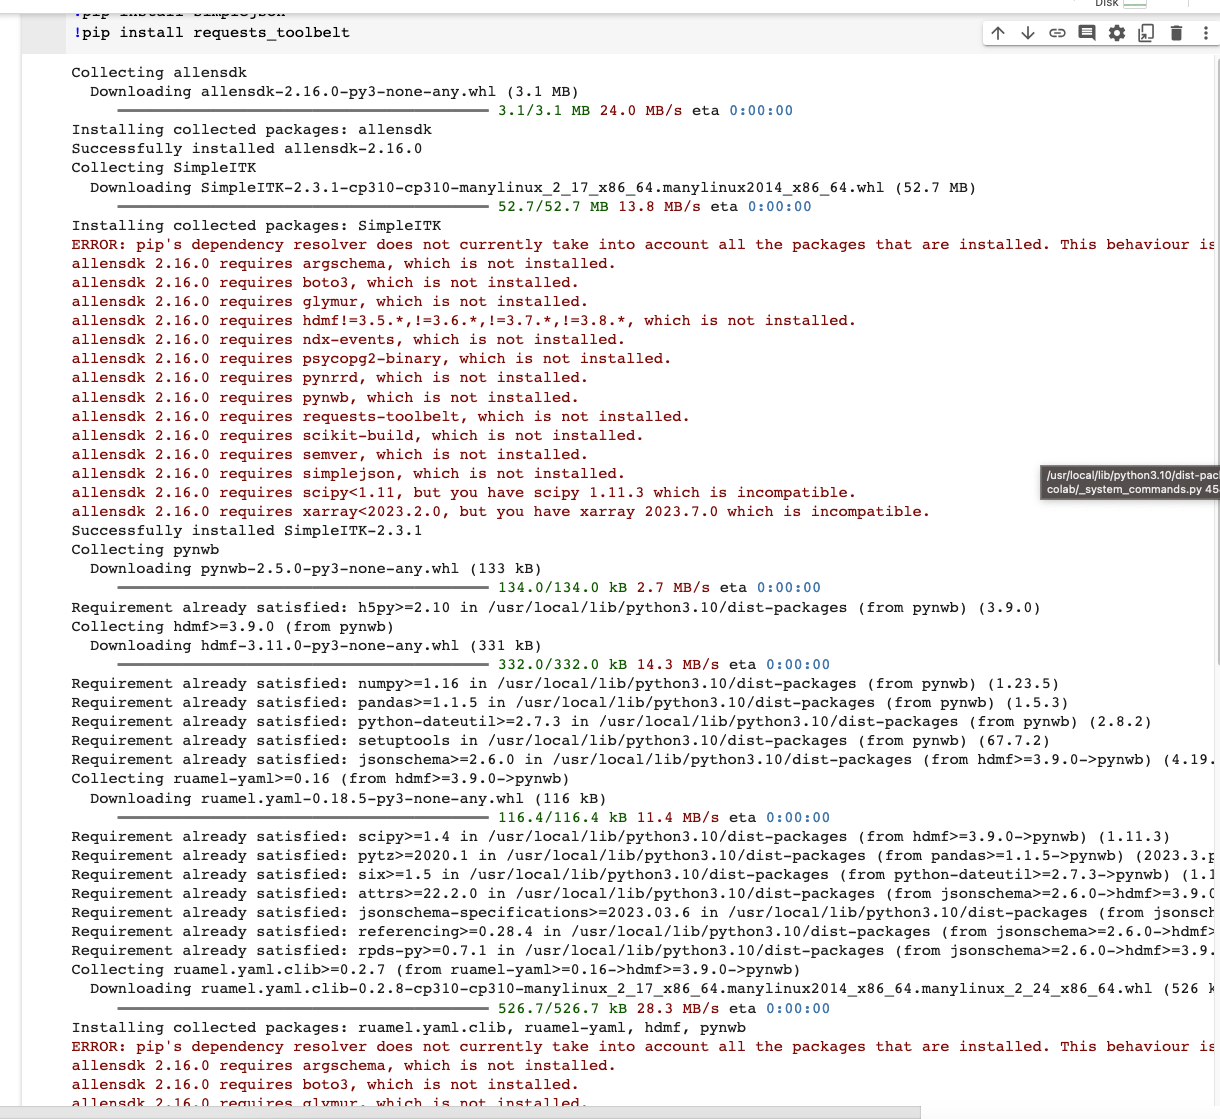 Disk
!pip install simplejson
!pip install requests_toolbelt
Collecting allensdk
Downloading allensdk-2.16.0-py3-none-any.whl (3.1 MB)
3.1/3.1 MB 24.0 MB/s eta 0:00:00
Installing collected packages: allensdk
Successfully installed allensdk-2.16.0
Collecting SimpleITK
Downloading SimpleITK-2.3.1-cp310-cp310-manylinux_2_17_x86_64.manylinux2014_x86_64.whl (52.7 MB)
52.7/52.7 MB 13.8 MB/s eta 0:00:00
Installing collected packages: SimpleITK
ERROR: pip's dependency resolver does not currently take into account all the packages that are installed. This behaviour is
allensdk 2.16.0 requires argschema, which is not installed.
allensdk 2.16.0 requires boto3, which is not installed.
allensdk 2.16.0 requires glymur, which is not installed.
allensdk 2.16.0 requires hdmf!=3.5.*,!=3.6.*,!=3.7.*,!=3.8.*, which is not installed.
allensdk 2.16.0 requires ndx-events, which is not installed.
allensdk 2.16.0 requires psycopg2-binary, which is not installed.
allensdk 2.16.0 requires pynrrd, which is not installed.
allensdk 2.16.0 requires pynwb, which is not installed.
allensdk 2.16.0 requires requests-toolbelt, which is not installed.
allensdk 2.16.0 requires scikit-build, which is not installed.
allensdk 2.16.0 requires semver, which is not installed.
allensdk 2.16.0 requires simplejson, which is not installed.
/usr/local/lib/python3.10/dist-pac
allensdk 2.16.0 requires scipy<1.11, but you have scipy 1.11.3 which is incompatible.
colab/_system_commands.py 45
allensdk 2.16.0 requires xarray<2023.2.0, but you have xarray 2023.7.0 which is incompatible.
Successfully installed SimpleITK-2.3.1
Collecting pynwb
Downloading pynwb-2.5.0-py3-none-any.whl (133 kB)
134.0/134.0 kB 2.7 MB/s eta 0:00:00
Requirement already satisfied: h5py>=2.10 in /usr/local/lib/python3.10/dist-packages (from pynwb) (3.9.0)
Collecting hdmf>=3.9.0 (from pynwb)
Downloading hdmf-3.11.0-py3-none-any.whl (331 kB)
332.0/332.0 kB 14.3 MB/s eta 0:00:00
Requirement already satisfied: numpy>=1.16 in /usr/local/lib/python3.10/dist-packages (from pynwb) (1.23.5)
Requirement already satisfied: pandas>=1.1.5 in /usr/local/lib/python3.10/dist-packages (from pynwb) (1.5.3)
Requirement already satisfied: python-dateutil>=2.7.3 in /usr/local/lib/python3.10/dist-packages (from pynwb) (2.8.2)
Requirement already satisfied: setuptools in /usr/local/lib/python3.10/dist-packages (from pynwb) (67.7.2)
Requirement already satisfied: jsonschema>=2.6.0 in /usr/local/lib/python3.10/dist-packages (from hdmf>=3.9.0->pynwb) (4.19.
Collecting ruamel-yaml>=0.16 (from hdmf>=3.9.0->pynwb)
Downloading ruamel.yaml-0.18.5-py3-none-any.whl (116 kB)
116.4/116.4 kB 11.4 MB/s eta 0:00:00
Requirement already satisfied: scipy>=1.4 in /usr/local/lib/python3.10/dist-packages (from hdmf>=3.9.0->pynwb) (1.11.3)
Requirement already satisfied: pytz>=2020.1 in /usr/local/lib/python3.10/dist-packages (from pandas>=1.1.5->pynwb) (2023.3.p
Requirement already satisfied: six>=1.5 in /usr/local/lib/python3.10/dist-packages (from python-dateutil>=2.7.3->pynwb) (1.1
Requirement already satisfied: attrs>=22.2.0 in /usr/local/lib/python3.10/dist-packages (from jsonschema>=2.6.0->hdmf>=3.9.0
Requirement already satisfied: jsonschema-specifications>=2023.03.6 in /usr/local/lib/python3.10/dist-packages (from jsonsch
Requirement already satisfied: referencing>=0.28.4 in /usr/local/lib/python3.10/dist-packages (from jsonschema>=2.6.0->hdmf>
Requirement already satisfied: rpds-py>=0.7.1 in /usr/local/lib/python3.10/dist-packages (from jsonschema>=2.6.0->hdmf>=3.9.
Collecting ruamel.yaml.clib>=0.2.7 (from ruamel-yaml>=0.16->hdmf>=3.9.0->pynwb)
Downloading ruamel.yaml.clib-0.2.8-cp310-cp310-manylinux_2_17_x86_64.manylinux2014_x86_64.manylinux_2_24_x86_64.whl (526 k
526.7/526.7 kB 28.3 MB/s eta 0:00:00
Installing collected packages: ruamel.yaml.clib, ruamel-yaml, hdmf, pynwb
ERROR: pip's dependency resolver does not currently take into account all the packages that are installed. This behaviour is
allensdk 2.16.0 requires argschema, which is not installed.
allensdk 2.16.0 requires boto3, which is not installed.
allensdk 2.16.0 requires glymur, which is not installed.